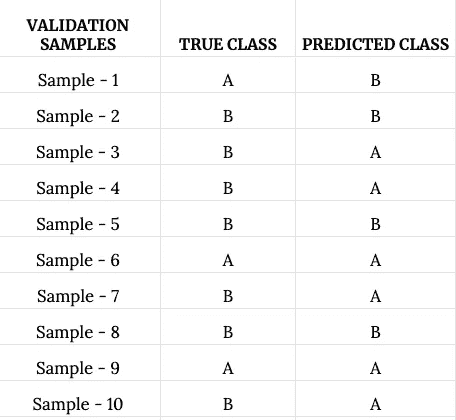 VALIDATION
SAMPLES TRUE CLASS PREDICTED CLASS
Sample - 1 A B
Sample - 2 B B
Sample - 3 B A
Sample - 4 B A
Sample - 5 B B
Sample - 6 A A
Sample - 7 B A
Sample - 8 B B
Sample - 9 A A
Sample - 10 B A